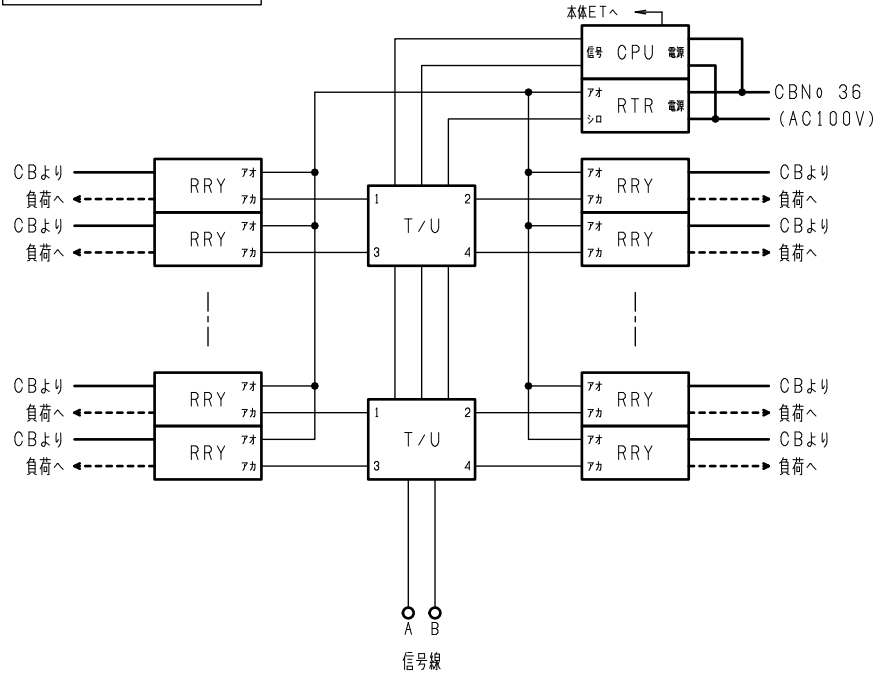 本体ETへ
信号 CPU 電源
アオ RTR 電源
シロ
CBNo 36
(AC100V)
CBより RRY アオ
負荷へ アカ
CBより RRY アオ
負荷へ アカ
1 T/U 2
3 4
アオ RRY CBより
アカ 負荷へ
アオ RRY CBより
アカ 負荷へ
CBより RRY アオ
負荷へ アカ
CBより RRY アオ
負荷へ アカ
1 T/U 2
3 4
アオ RRY CBより
アカ 負荷へ
アオ RRY CBより
アカ 負荷へ
A B
信号線